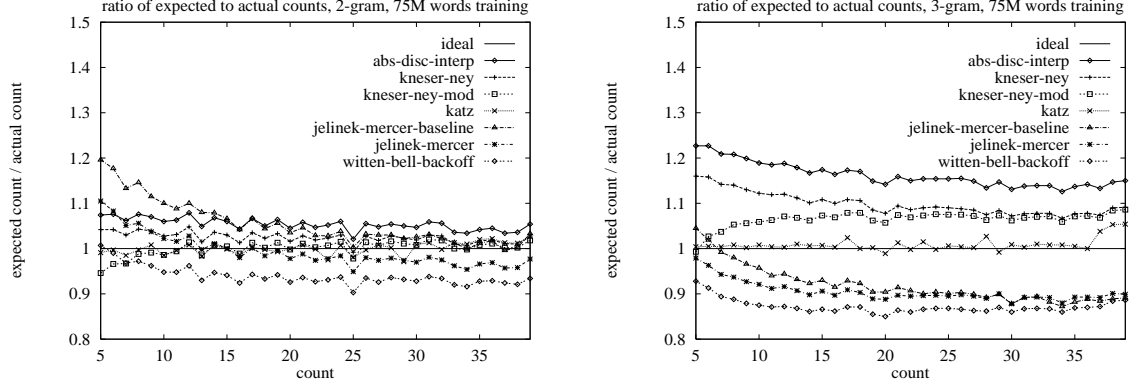 ratio of expected to actual counts, 2-gram, 75M words training
1.5
1.4
1.3
1.2
1.1
1
0.9
0.8
expected count / actual count
ideal
abs-disc-interp
kneser-ney
kneser-ney-mod
katz
jelinek-mercer-baseline
jelinek-mercer
witten-bell-backoff
5 10 15 20 25 30 35
count
ratio of expected to actual counts, 3-gram, 75M words training
1.5
1.4
1.3
1.2
1.1
1
0.9
0.8
expected count / actual count
ideal
abs-disc-interp
kneser-ney
kneser-ney-mod
katz
jelinek-mercer-baseline
jelinek-mercer
witten-bell-backoff
5 10 15 20 25 30 35
count